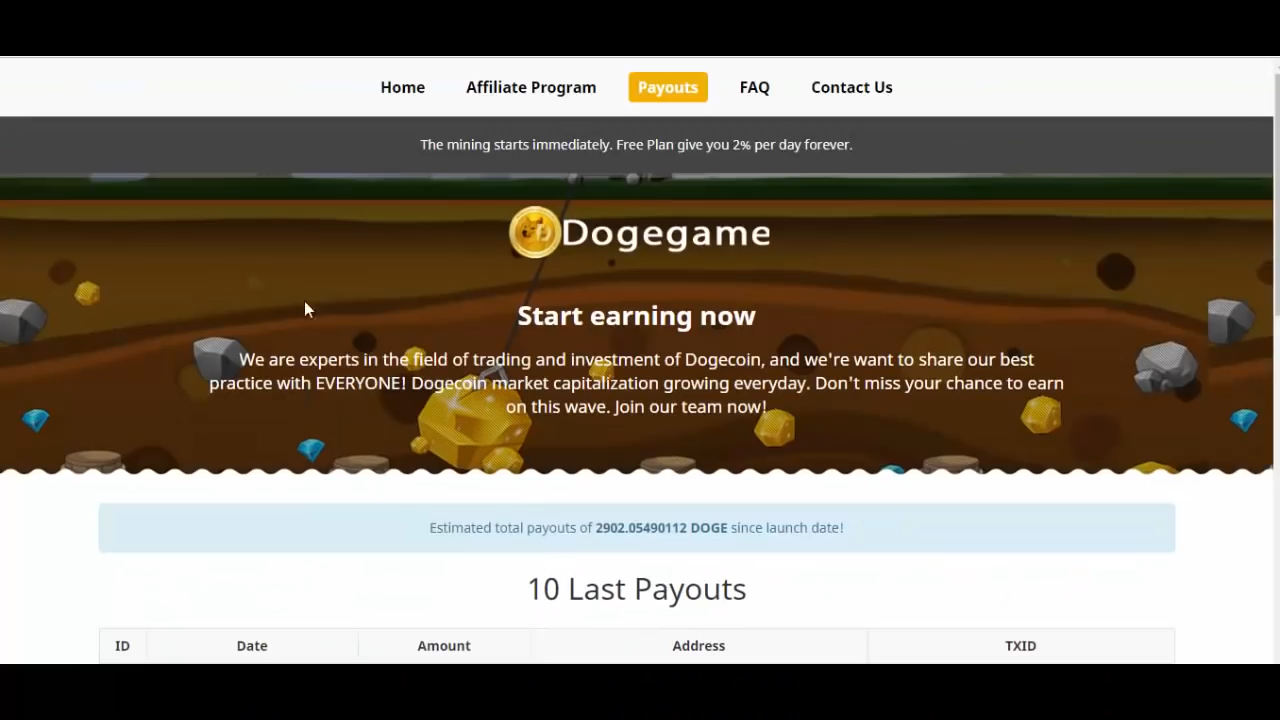 Home Affiliate Program Payouts FAQ Contact Us
The mining starts immediately. Free Plan give you 2% per day forever.
Dogegame
Start earning now
We are experts in the field of trading and investment of Dogecoin, and we're want to share our best
practice with EVERYONE! Dogecoin market capitalization growing everyday. Don't miss your chance to earn
on this wave. Join our team now!
Estimated total payouts of 2902.05490112 DOGE since launch date!
10 Last Payouts
ID Date Amount Address TXID